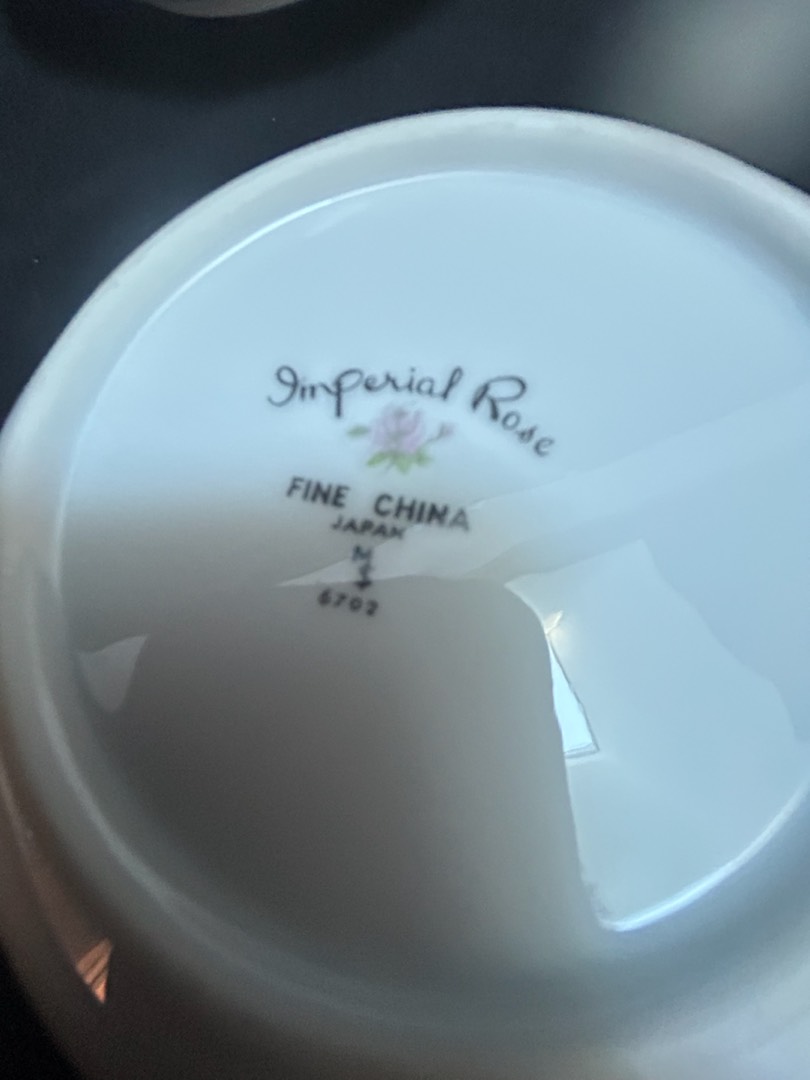 Imperial Rose
FINE CHINA
JAPAN
6702